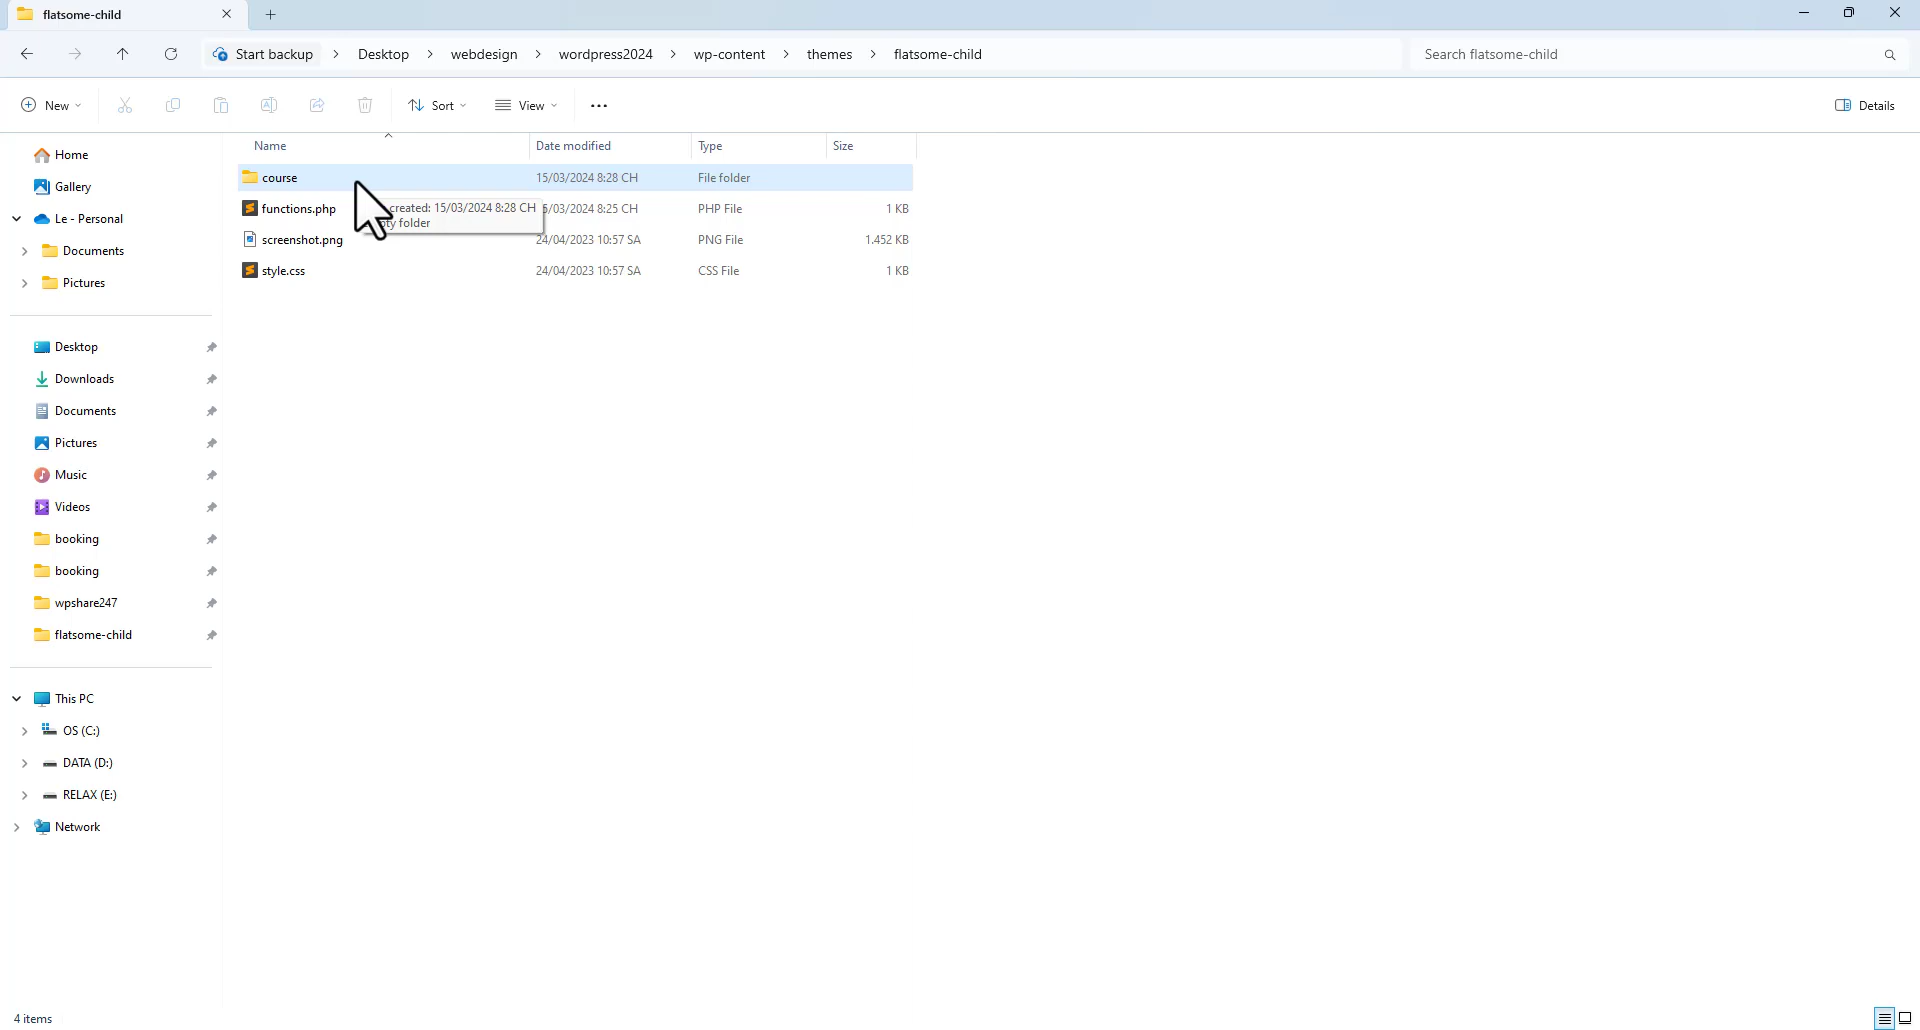 flatsome-child
Start backup > Desktop > webdesign > wordpress2024 > wp-content > themes > flatsome-child
Search flatsome-child
New
Sort
View
Details
Name
Date modified
Type
Size
course 15/03/2024 8:28 CH File folder
functions.php /03/2024 8:25 CH PHP File 1 KB
created: 15/03/2024 8:28 CH
folder
screenshot.png 24/04/2023 10:57 SA PNG File 1.452 KB
style.css 24/04/2023 10:57 SA CSS File 1 KB
Home
Gallery
Le - Personal
Documents
Pictures
Desktop
Downloads
Documents
Pictures
Music
Videos
booking
booking
wpshare247
flatsome-child
This PC
OS (C:)
DATA (D:)
RELAX (E:)
Network
4 items